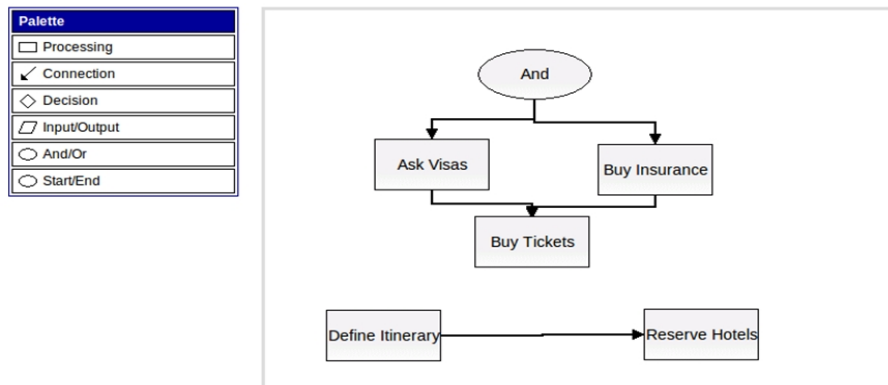 Palette
Processing
Connection
Decision
Input/Output
And/Or
Start/End
And
Ask Visas
Buy Insurance
Buy Tickets
Define Itinerary
Reserve Hotels